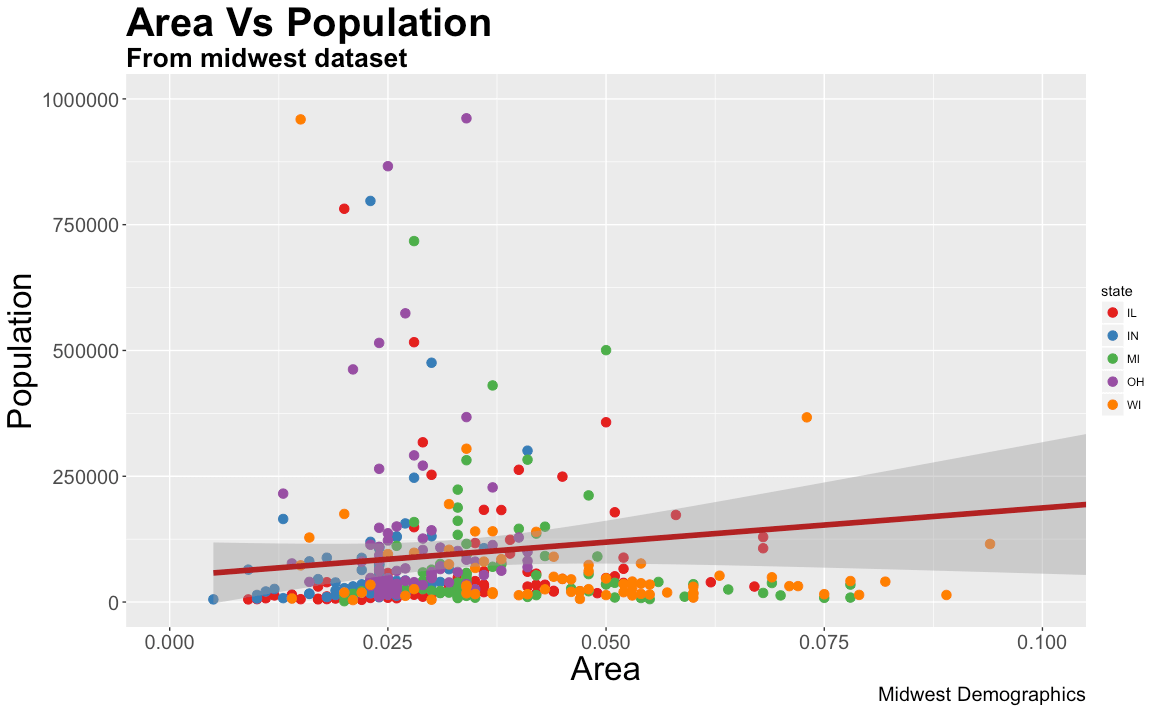 Area Vs Population
From midwest dataset
Population
1000000
750000
500000
250000
0
0.000
0.025
0.050
0.075
0.100
Area
state
IL
IN
MI
OH
WI
Midwest Demographics